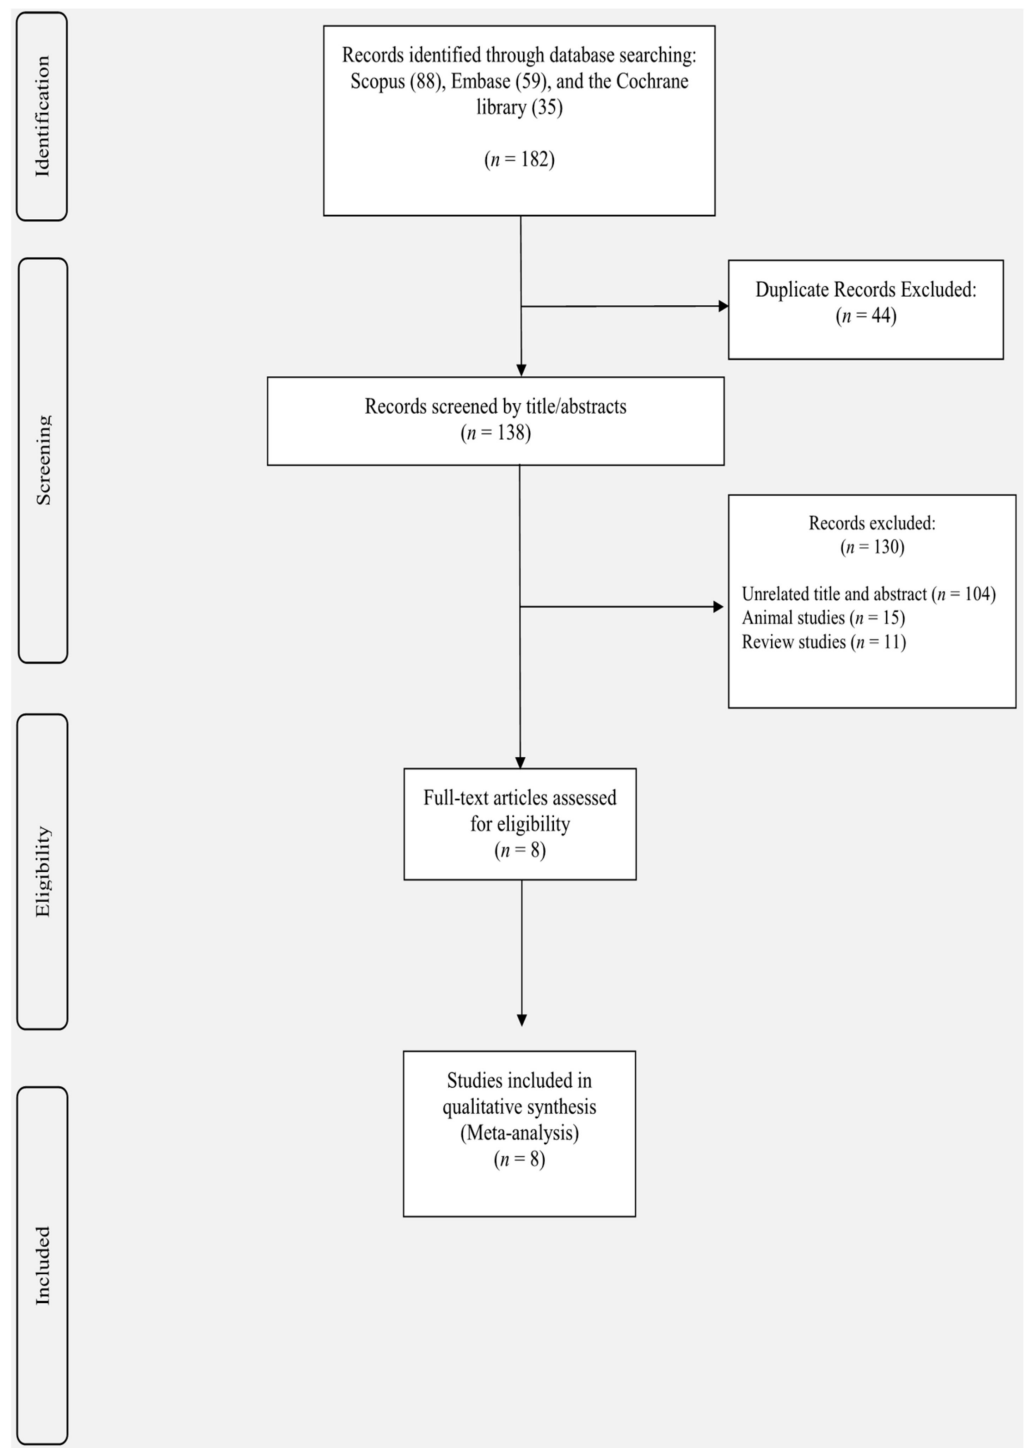 Identification
Records identified through database searching:
Scopus (88), Embase (59), and the Cochrane
library (35)
(n = 182)
Screening
Duplicate Records Excluded:
(n = 44)
Records screened by title/abstracts
(n = 138)
Records excluded:
(n = 130)
Unrelated title and abstract (n = 104)
Animal studies (n = 15)
Review studies (n = 11)
Eligibility
Full-text articles assessed
for eligibility
(n = 8)
Included
Studies included in
qualitative synthesis
(Meta-analysis)
(n = 8)